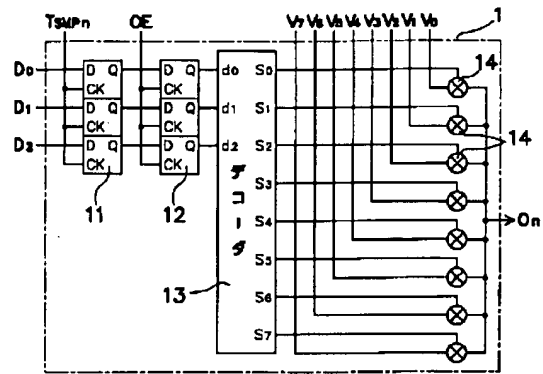 TSMPn OE V7 V6 V5 V4 V3 V2 V1 V0 1
D0 D Q D Q d0 S0 14
CK CK
D1 D Q D Q d1 S1
CK CK 14
D2 D Q D Q d2 S2
CK CK
11 12 デコーダ S3
S4 On
13 S5
S6
S7